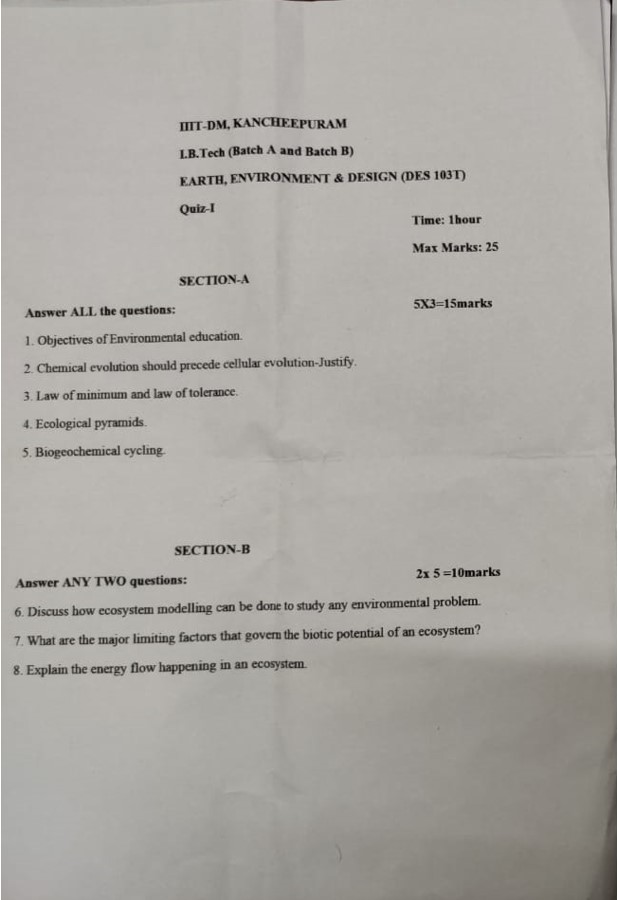 IIIT-DM, KANCHEEPURAM
I.B.Tech (Batch A and Batch B)
EARTH, ENVIRONMENT & DESIGN (DES 103T)
Quiz-I
Time: 1hour
Max Marks: 25
SECTION-A
Answer ALL the questions: 5X3=15marks
1. Objectives of Environmental education.
2. Chemical evolution should precede cellular evolution-Justify.
3. Law of minimum and law of tolerance.
4. Ecological pyramids.
5. Biogeochemical cycling.
SECTION-B
Answer ANY TWO questions: 2x 5 =10marks
6. Discuss how ecosystem modelling can be done to study any environmental problem.
7. What are the major limiting factors that govern the biotic potential of an ecosystem?
8. Explain the energy flow happening in an ecosystem.